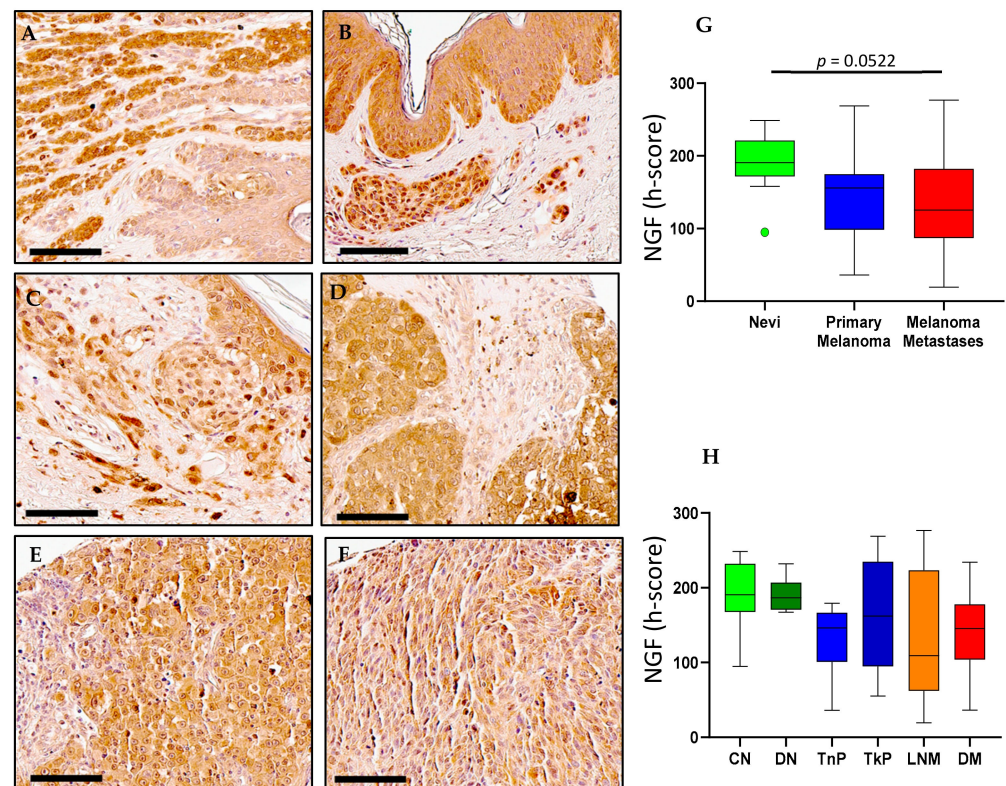 A
B
C
D
E
F
G
p = 0.0522
NGF (h-score)
300
200
100
0
Nevi
Primary
Melanoma
Melanoma
Metastases
H
NGF (h-score)
300
200
100
0
CN DN TnP TkP LNM DM